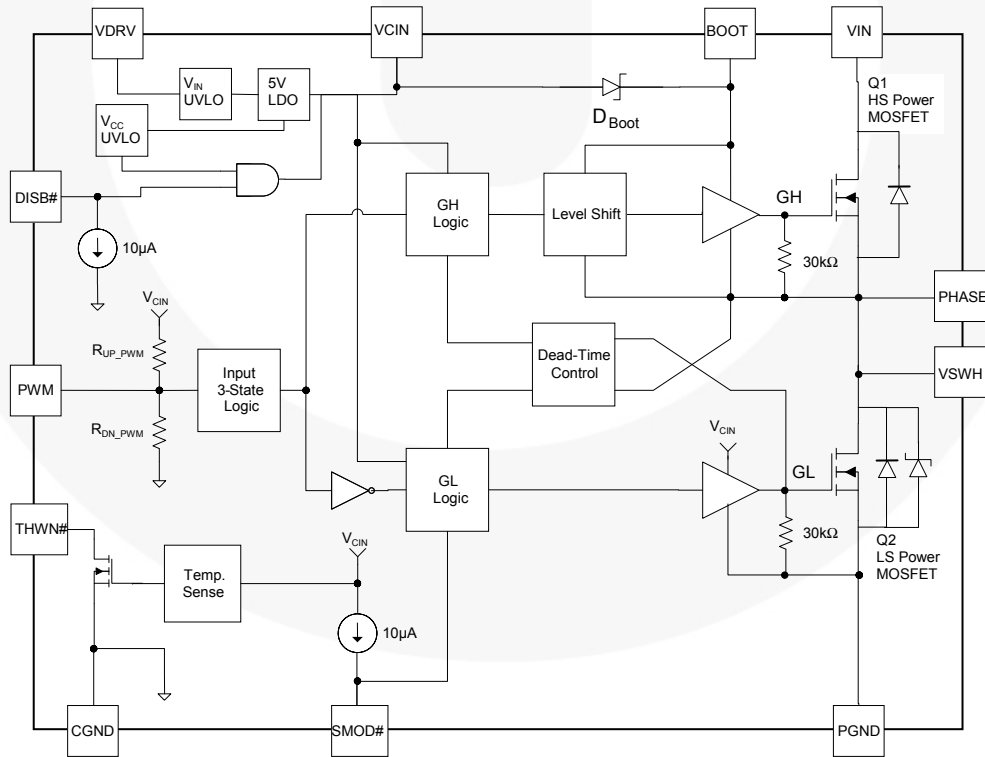 VDRV
VCIN
BOOT
VIN
VIN
UVLO
5V
LDO
VCC
UVLO
DBoot
Q1
HS Power
MOSFET
DISB#
10µA
GH
Logic
Level Shift
GH
30kΩ
VCIN
PHASE
RUP_PWM
Input
3-State
Logic
Dead-Time
Control
PWM
VSWH
RDN_PWM
VCIN
GL
Logic
GL
THWN#
30kΩ
Q2
LS Power
MOSFET
VCIN
Temp.
Sense
10µA
CGND
SMOD#
PGND